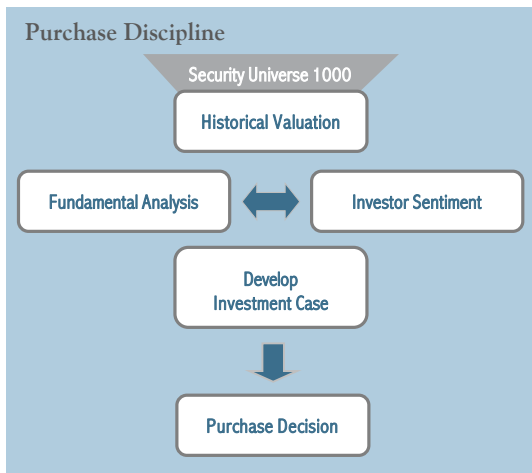 Purchase Discipline
Security Universe 1000
Historical Valuation
Fundamental Analysis
Investor Sentiment
Develop
Investment Case
Purchase Decision